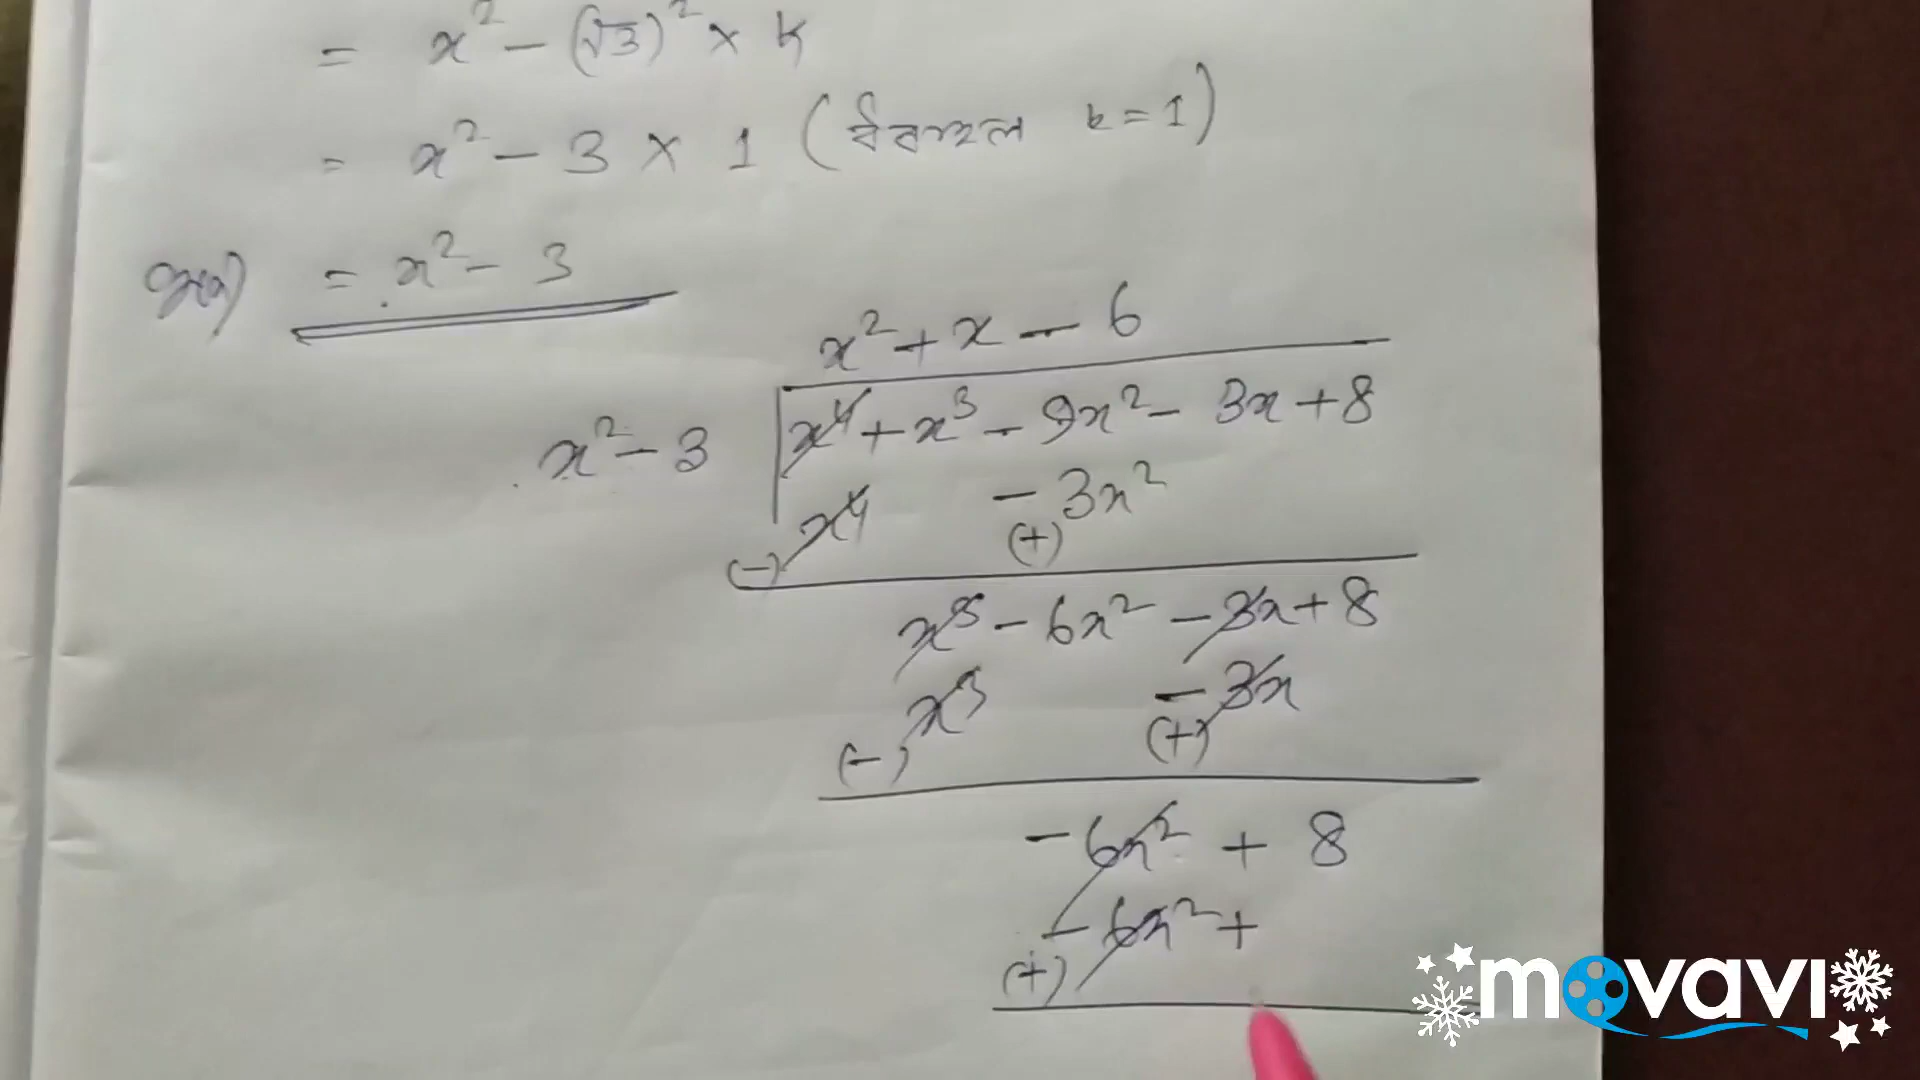 = x² - (√3)² × k
= x² - 3 × 1 ( k = 1)
= x² - 3
x² + x - 6
x² - 3 x⁴ + x³ - 9x² - 3x + 8
x⁴ - 3x²
(-) (+)
x³ - 6x² - 3x + 8
x³ - 3x
(-) (+)
- 6x² + 8
- 6x² +
(+)
movavi